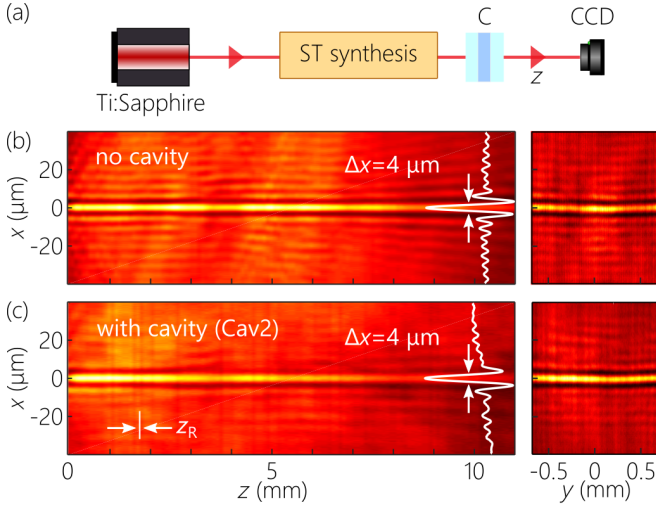 (a)
C
CCD
ST synthesis
z
Ti:Sapphire
(b)
no cavity
Δx=4 μm
x (μm)
20
0
-20
(c)
with cavity (Cav2)
Δx=4 μm
x (μm)
20
0
-20
zR
0
5
10
z (mm)
-0.5
0
0.5
y (mm)